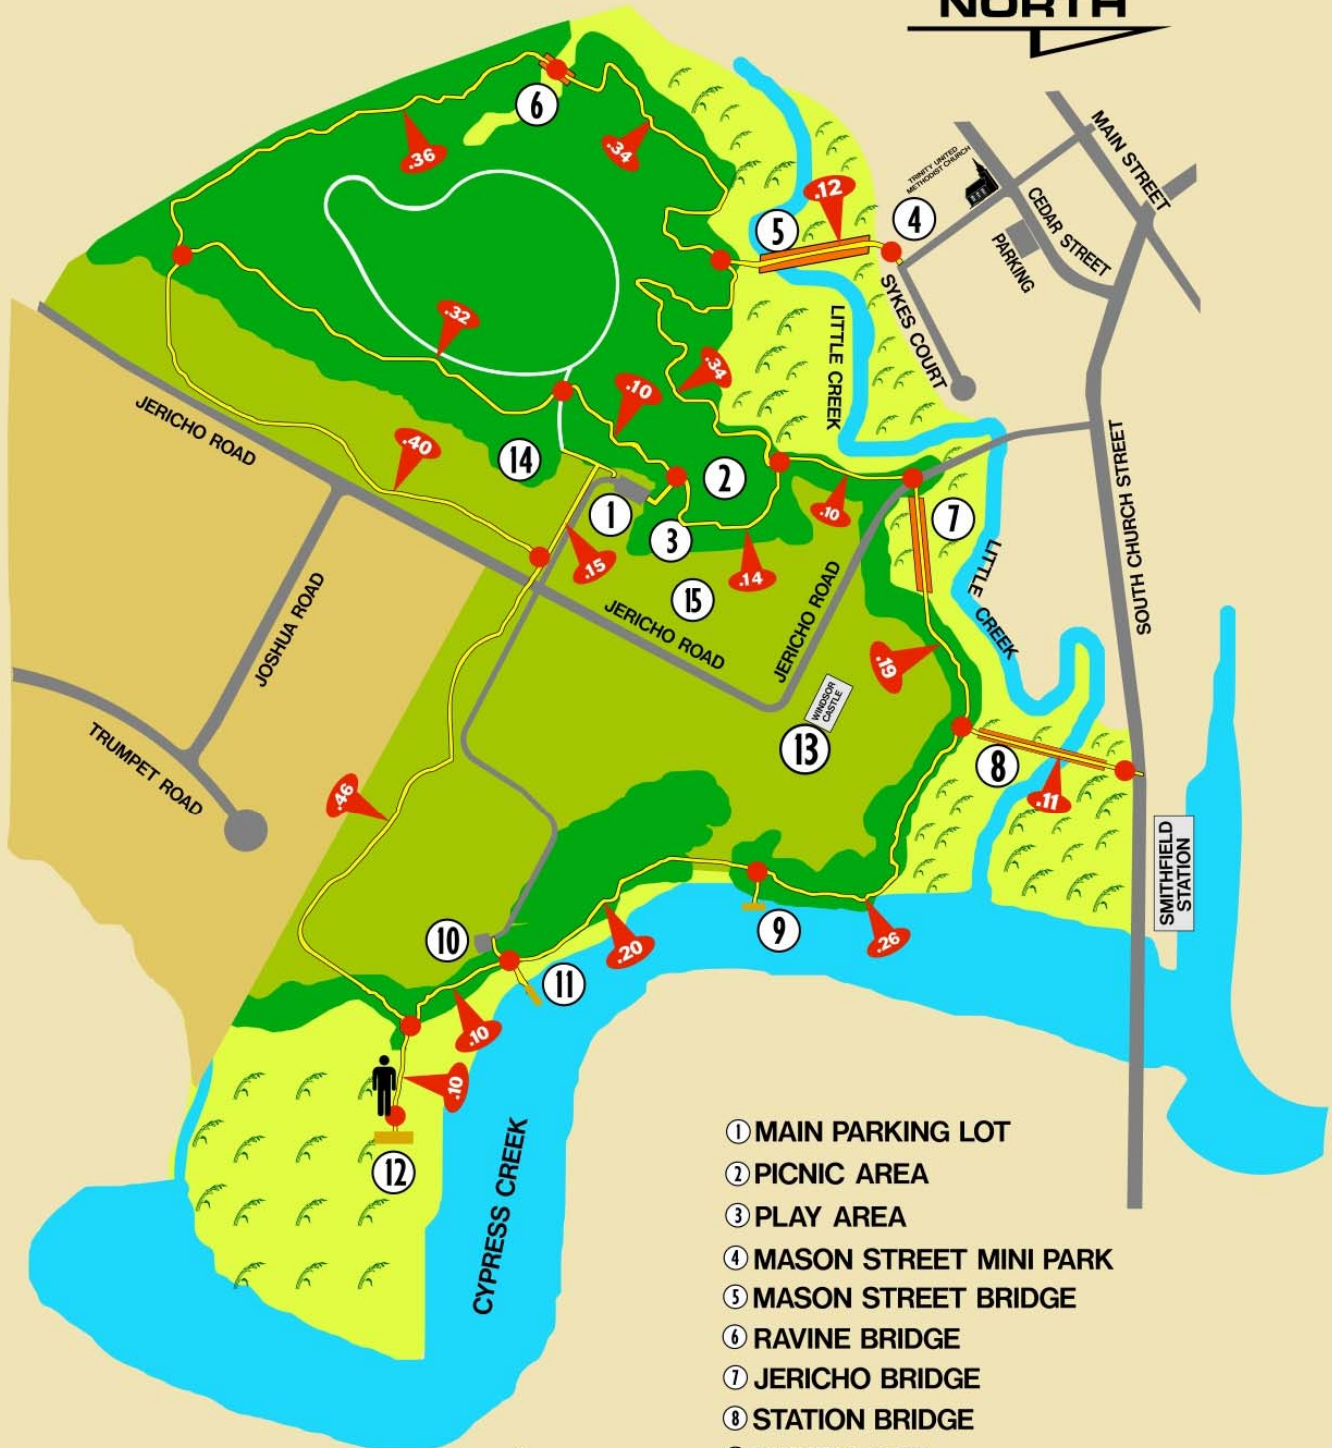 NORTH
MAIN STREET
TRINITY UNITED
METHODIST CHURCH
CEDAR STREET
PARKING
SYKES COURT
LITTLE CREEK
6
.36
.34
.12
5
4
.32
.34
.10
JERICHO ROAD
.40
14
2
1
3
.10
7
.15
.14
15
JERICHO ROAD
JERICHO ROAD
JOSHUA ROAD
LITTLE CREEK
SOUTH CHURCH STREET
.19
WINDSOR
CASTLE
13
8
.11
TRUMPET ROAD
.46
SMITHFIELD
STATION
10
9
.20
.26
11
.10
.10
12
CYPRESS CREEK
1 MAIN PARKING LOT
2 PICNIC AREA
3 PLAY AREA
4 MASON STREET MINI PARK
5 MASON STREET BRIDGE
6 RAVINE BRIDGE
7 JERICHO BRIDGE
8 STATION BRIDGE